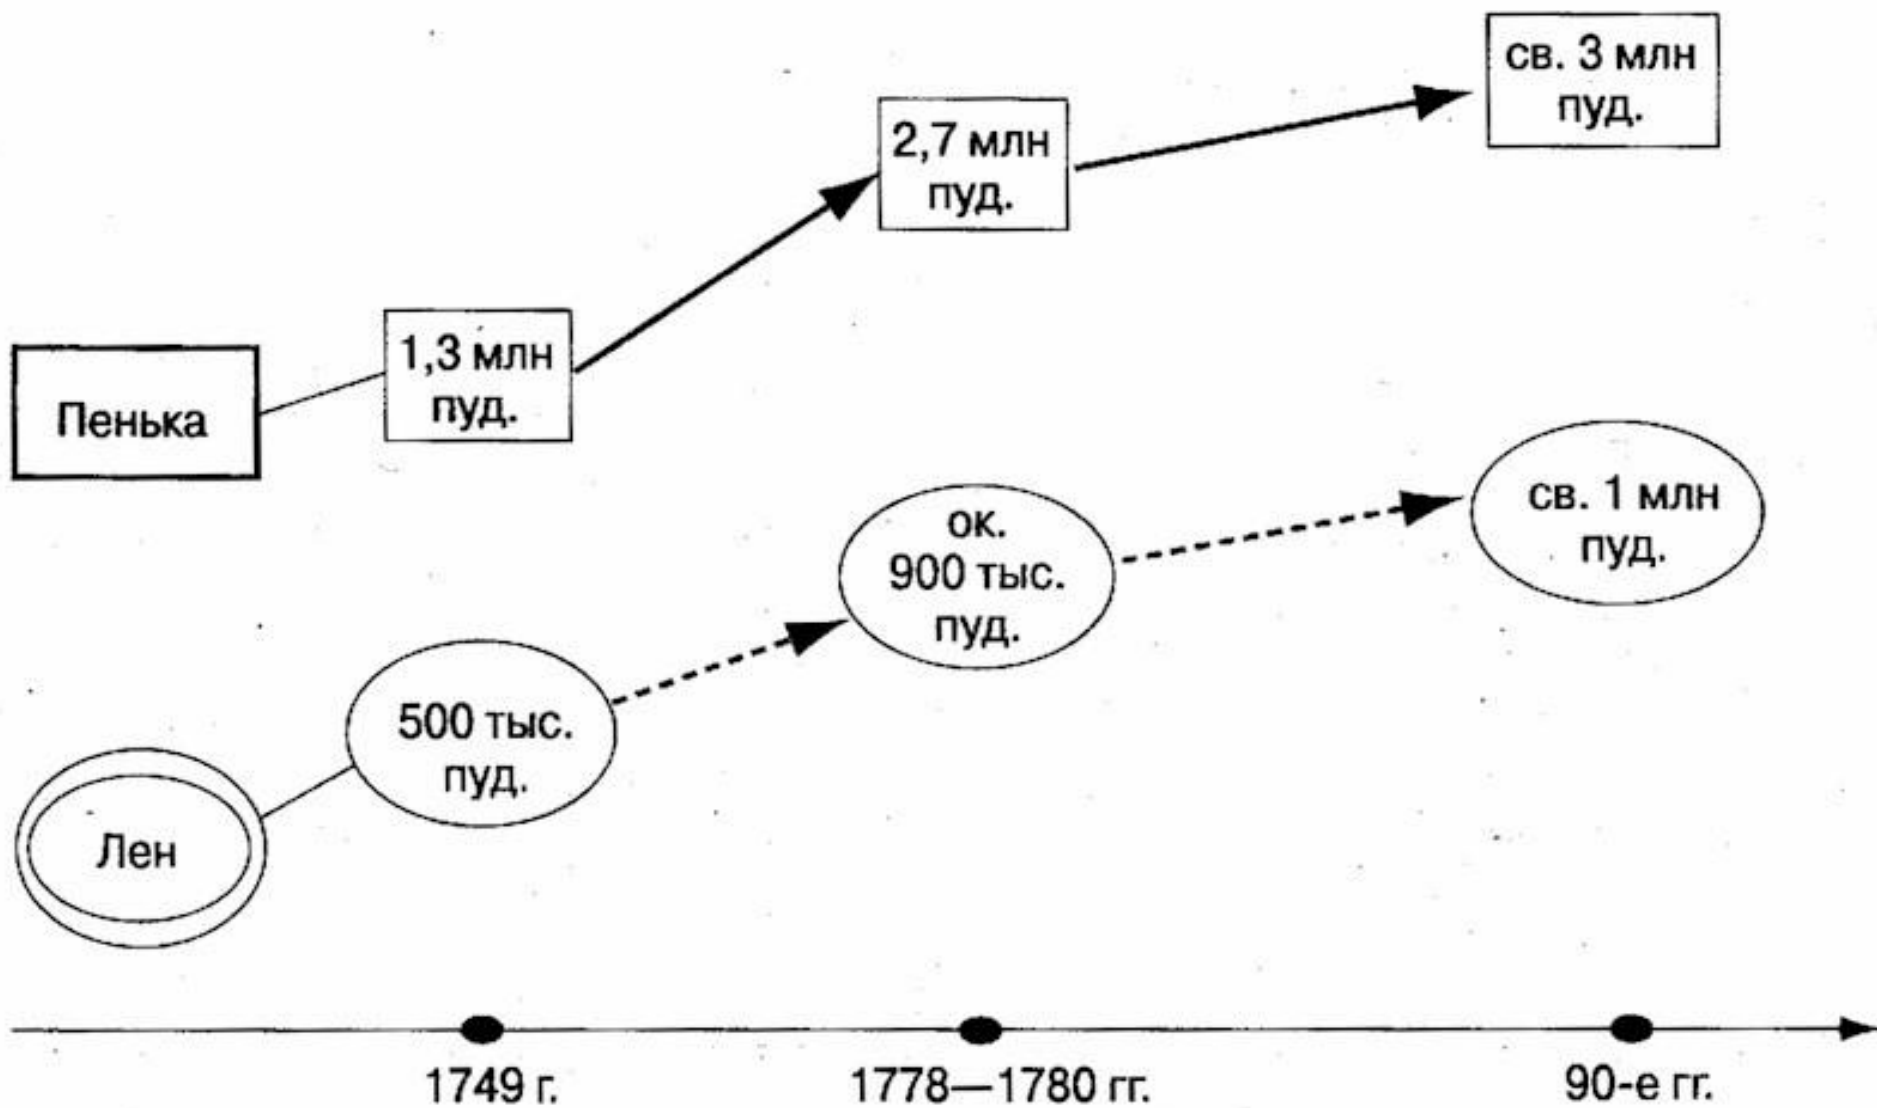 св. 3 млн
пуд.
2,7 млн
пуд.
1,3 млн
пуд.
Пенька
св. 1 млн
пуд.
ок.
900 тыс.
пуд.
500 тыс.
пуд.
Лен
1749 г.
1778—1780 гг.
90-е гг.